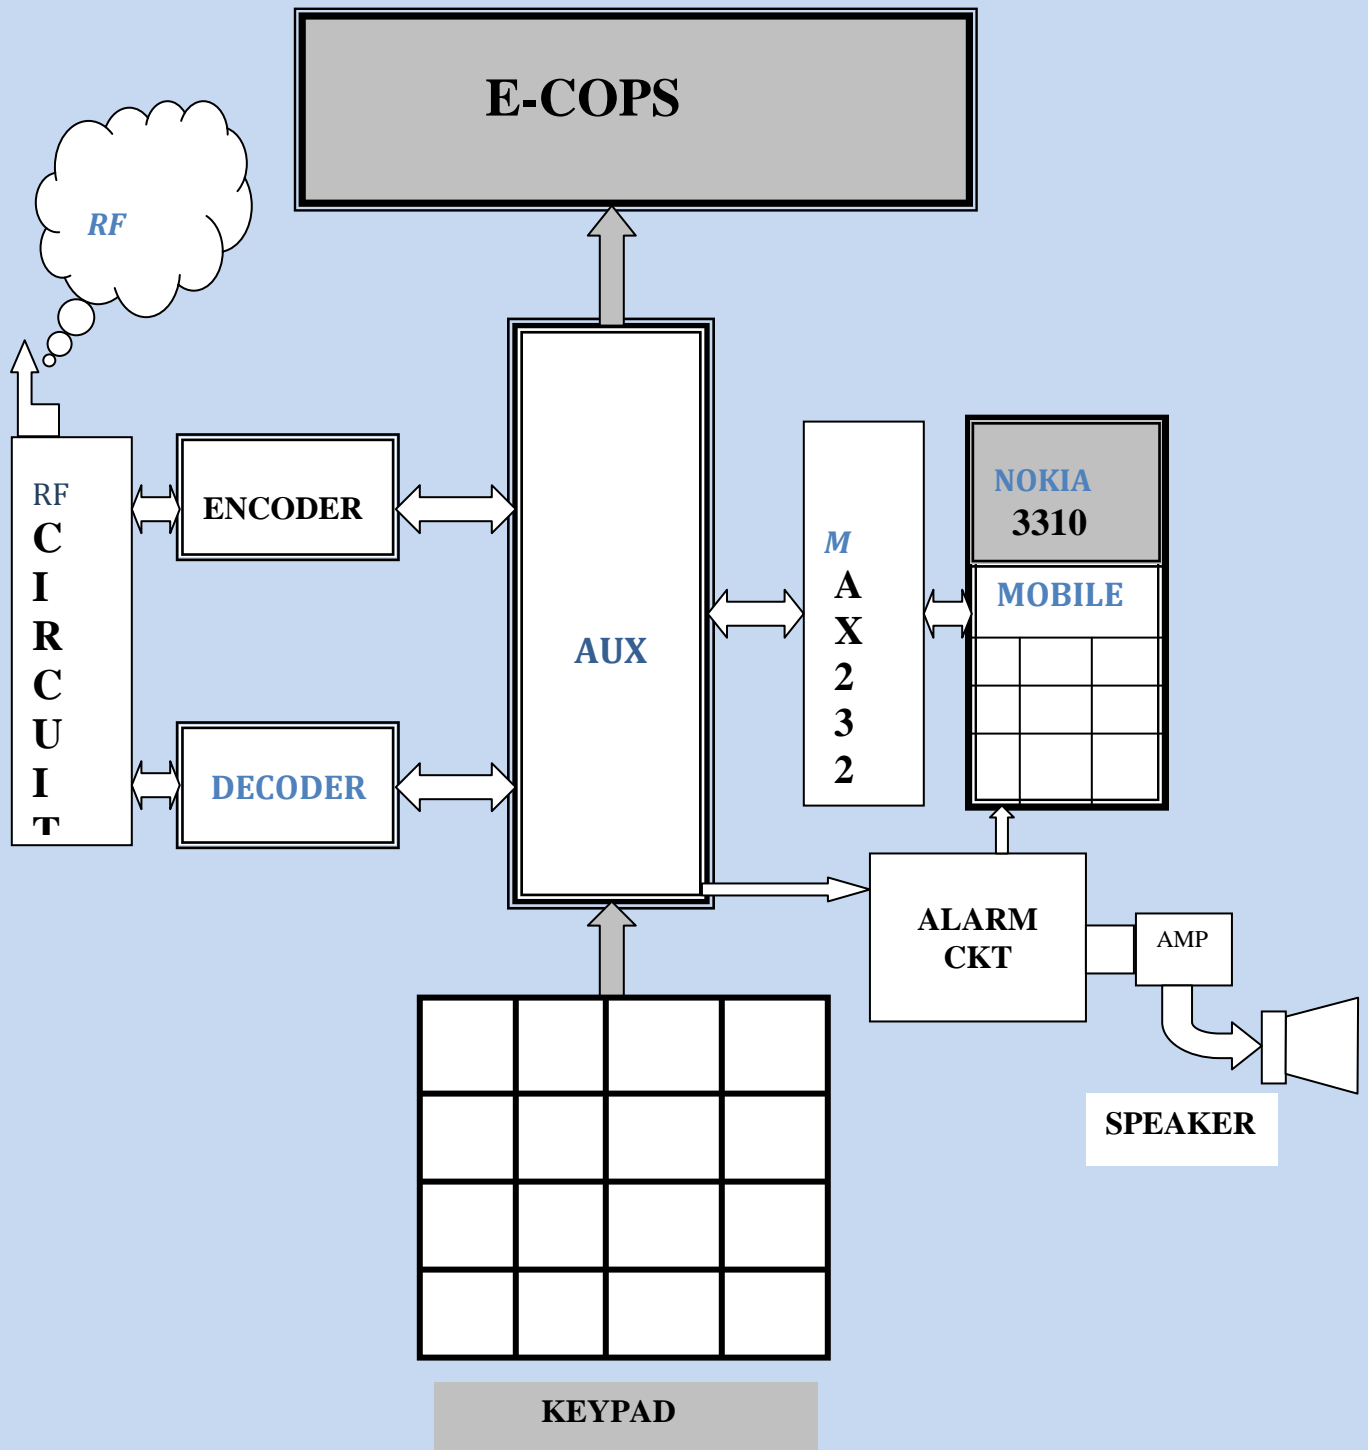 E-COPS
RF
RF
C
I
R
C
U
I
T
ENCODER
DECODER
AUX
M
A
X
2
3
2
NOKIA
3310
MOBILE
ALARM
CKT
AMP
SPEAKER
KEYPAD